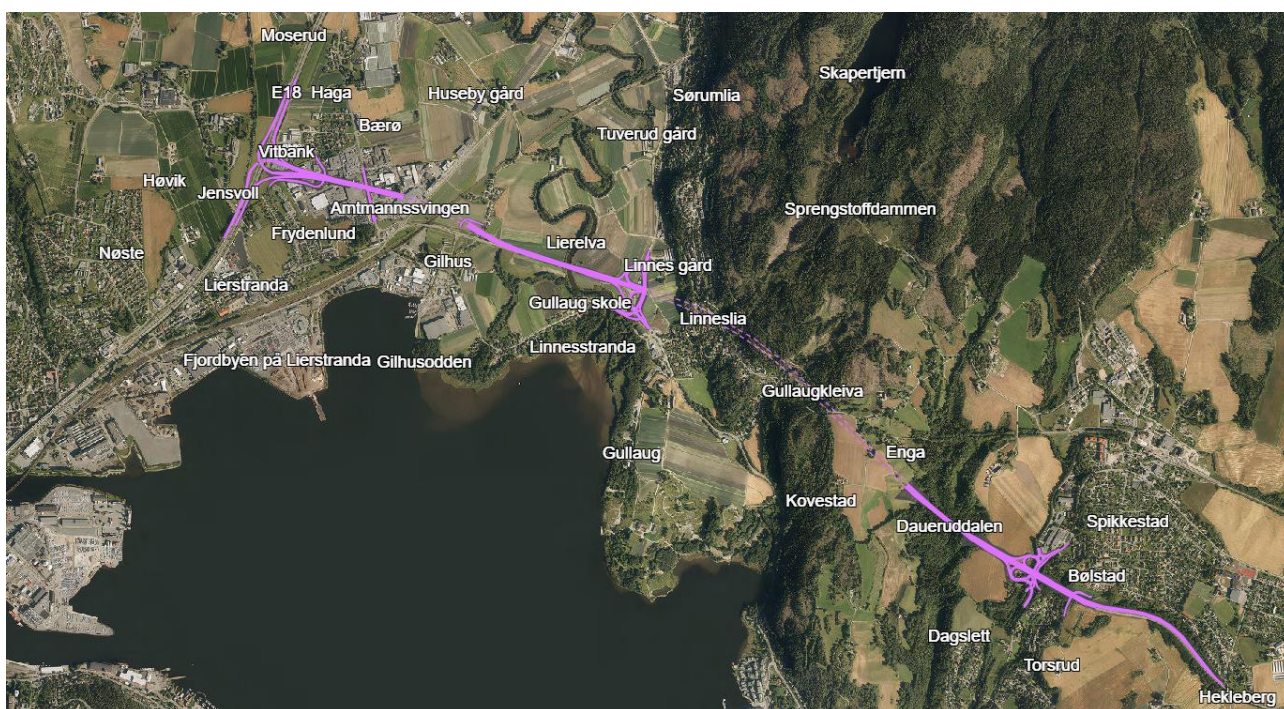 Moserud
Skapertjern
E18 Haga
Huseby gård
Sørumlia
Bærø
Tuverud gård
Vitbank
Høvik
Jensvoll
Amtmannssvingen
Sprengstoffdammen
Frydenlund
Lierelva
Nøste
Gilhus
Linnes gård
Lierstranda
Gullaug skole
Linneslia
Linnesstranda
Fjordbyen på Lierstranda
Gilhusodden
Gullaugkleiva
Gullaug
Enga
Kovestad
Daueruddalen
Spikkestad
Bølstad
Dagslett
Torsrud
Hekleberg